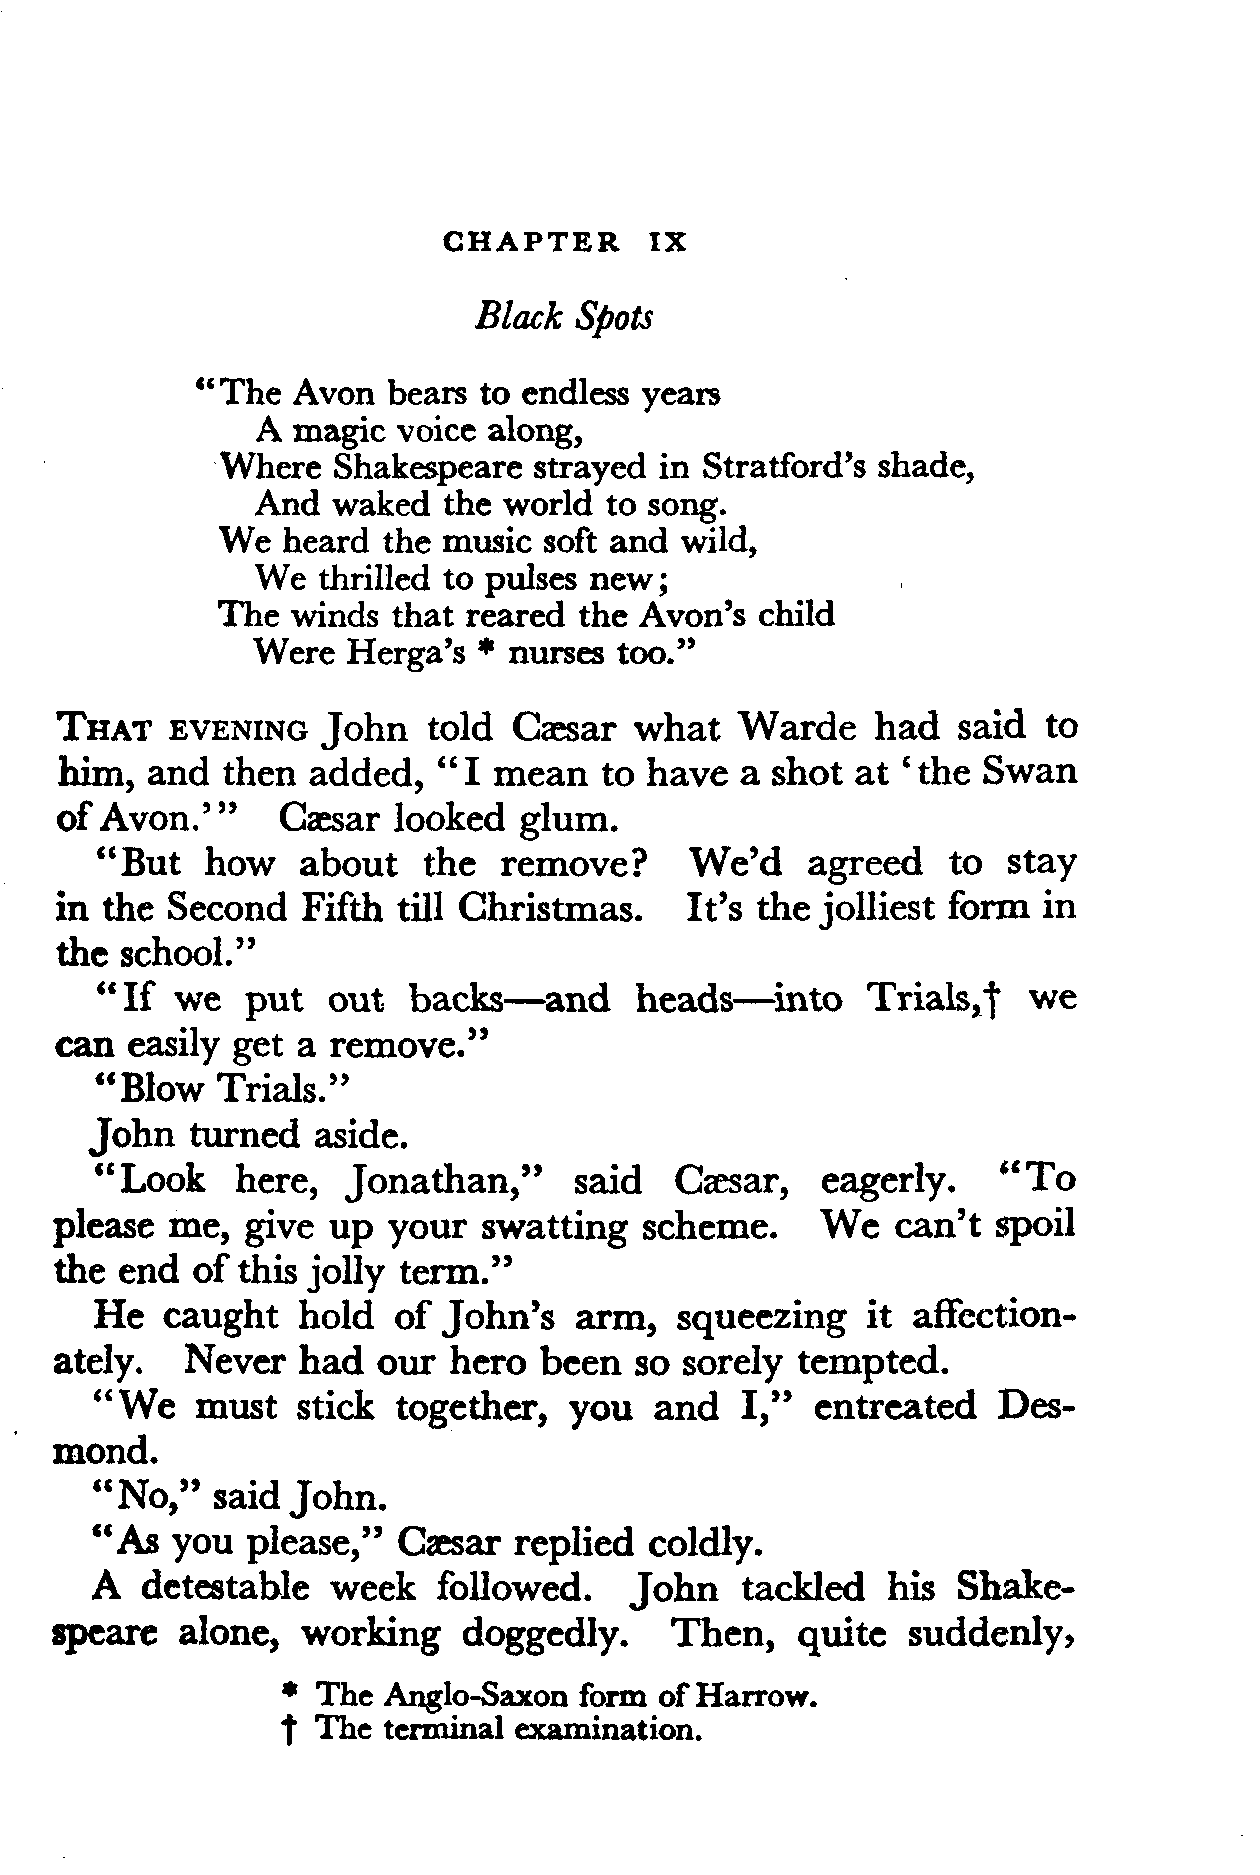 CHAPTER IX
Black Spots
“The Avon bears to endless years
A magic voice along,
Where Shakespeare strayed in Stratford’s shade,
And waked the world to song.
We heard the music soft and wild,
We thrilled to pulses new;
The winds that reared the Avon’s child
Were Herga’s * nurses too.”
THAT EVENING John told Cæsar what Warde had said to
him, and then added, “I mean to have a shot at ‘the Swan
of Avon.’” Cæsar looked glum.
“But how about the remove? We’d agreed to stay
in the Second Fifth till Christmas. It’s the jolliest form in
the school.”
“If we put out backs—and heads—into Trials,† we
can easily get a remove.”
“Blow Trials.”
John turned aside.
“Look here, Jonathan,” said Cæsar, eagerly. “To
please me, give up your swatting scheme. We can’t spoil
the end of this jolly term.”
He caught hold of John’s arm, squeezing it affection-
ately. Never had our hero been so sorely tempted.
“We must stick together, you and I,” entreated Des-
mond.
“No,” said John.
“As you please,” Cæsar replied coldly.
A detestable week followed. John tackled his Shake-
speare alone, working doggedly. Then, quite suddenly,
* The Anglo-Saxon form of Harrow.
† The terminal examination.